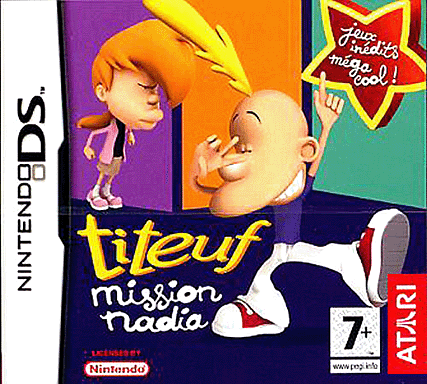 NINTENDO DS
jeux
inédits
méga
cool !
titeuf
mission
nadia
LICENSED BY
Nintendo
7+
www.pegi.info
ATARI